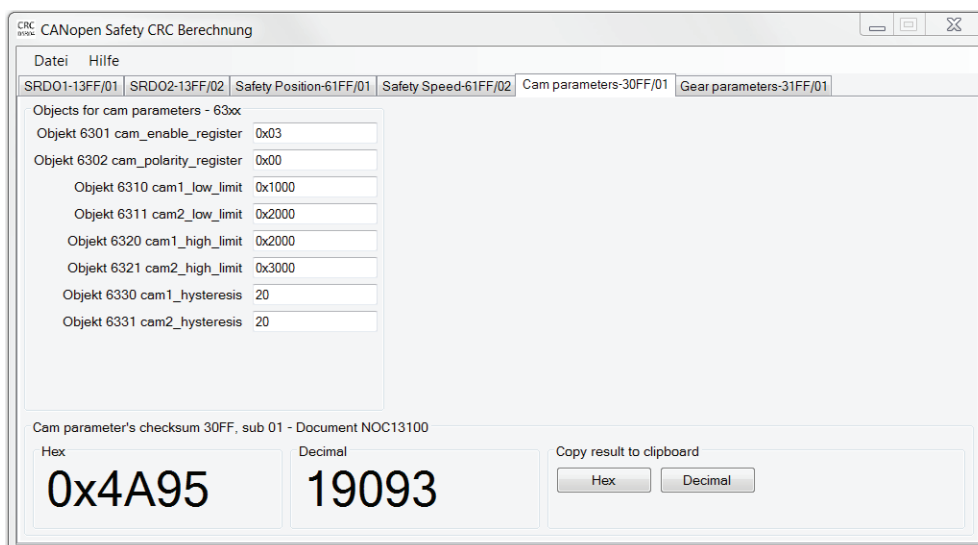 CRC CANopen Safety CRC Berechnung
Datei Hilfe
SRDO1-13FF/01 SRDO2-13FF/02 Safety Position-61FF/01 Safety Speed-61FF/02 Cam parameters-30FF/01 Gear parameters-31FF/01
Objects for cam parameters - 63xx
Objekt 6301 cam_enable_register 0x03
Objekt 6302 cam_polarity_register 0x00
Objekt 6310 cam1_low_limit 0x1000
Objekt 6311 cam2_low_limit 0x2000
Objekt 6320 cam1_high_limit 0x2000
Objekt 6321 cam2_high_limit 0x3000
Objekt 6330 cam1_hysteresis 20
Objekt 6331 cam2_hysteresis 20
Cam parameter's checksum 30FF, sub 01 - Document NOC13100
Hex Decimal Copy result to clipboard
0x4A95 19093 Hex Decimal